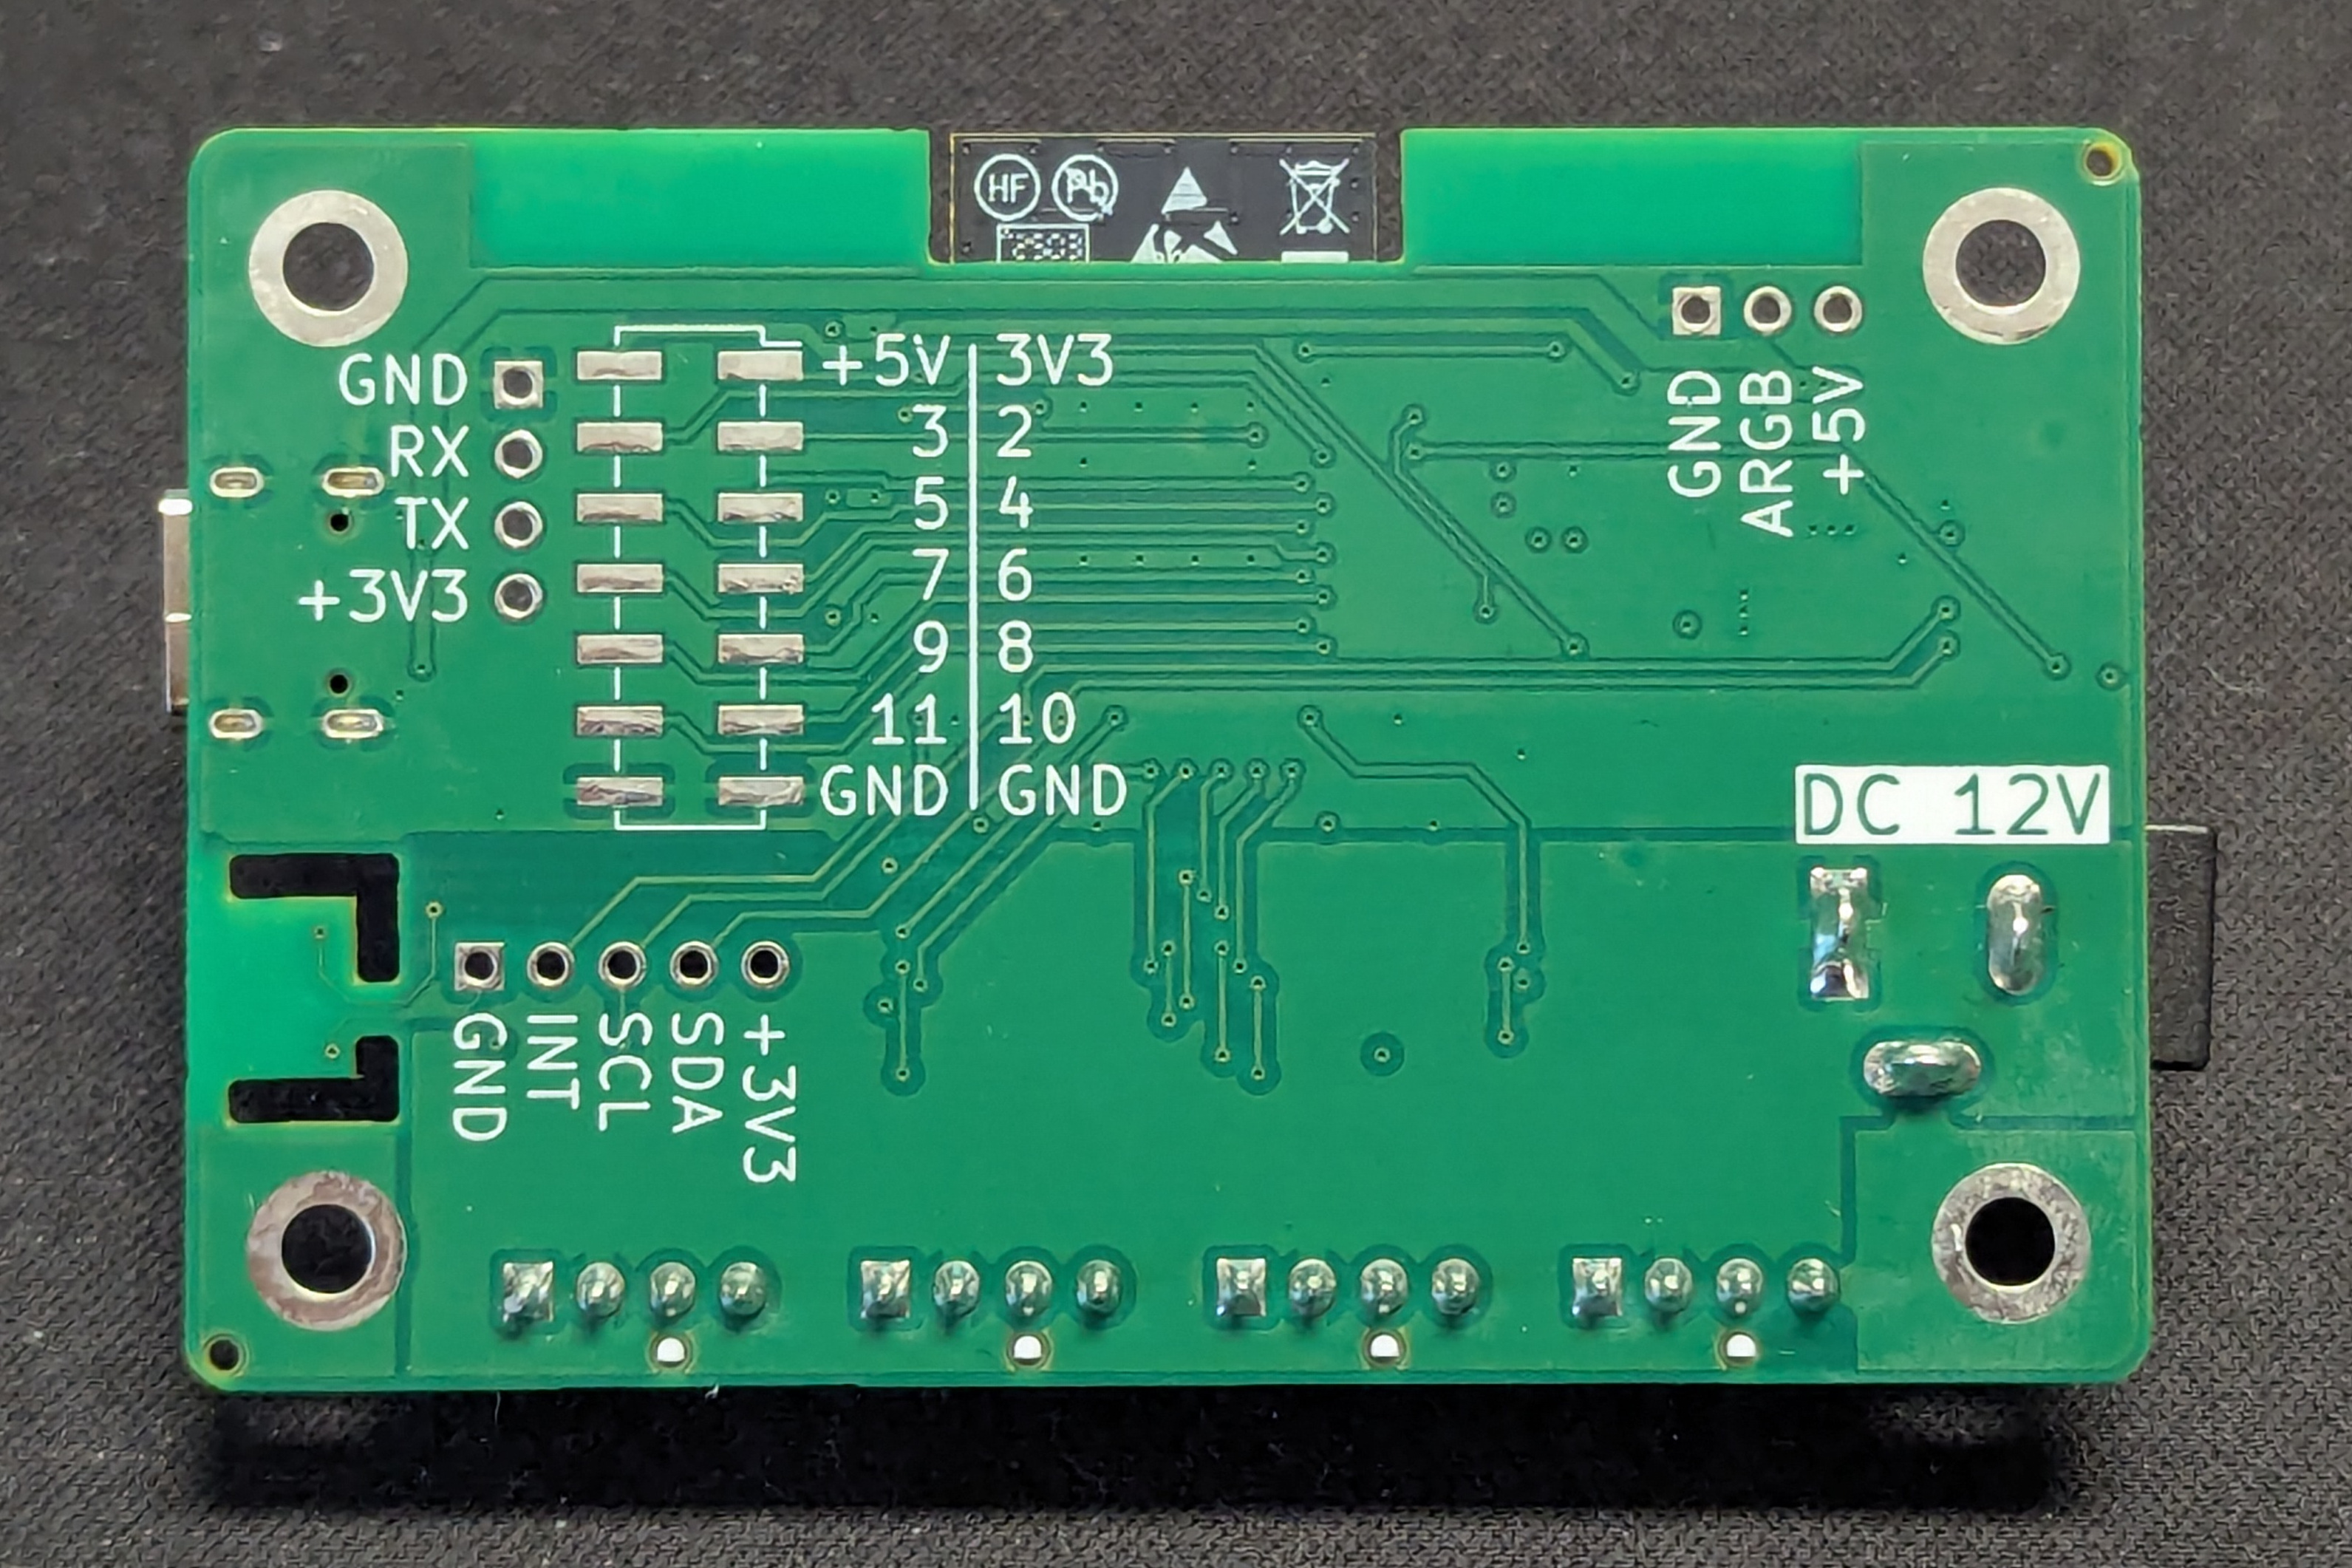 HF Pb
GND
RX
TX
+3V3
+5V 3V3
3 2
5 4
7 6
9 8
11 10
GND GND
GND
ARGB
+5V
DC 12V
GND
INT
SCL
SDA
+3V3